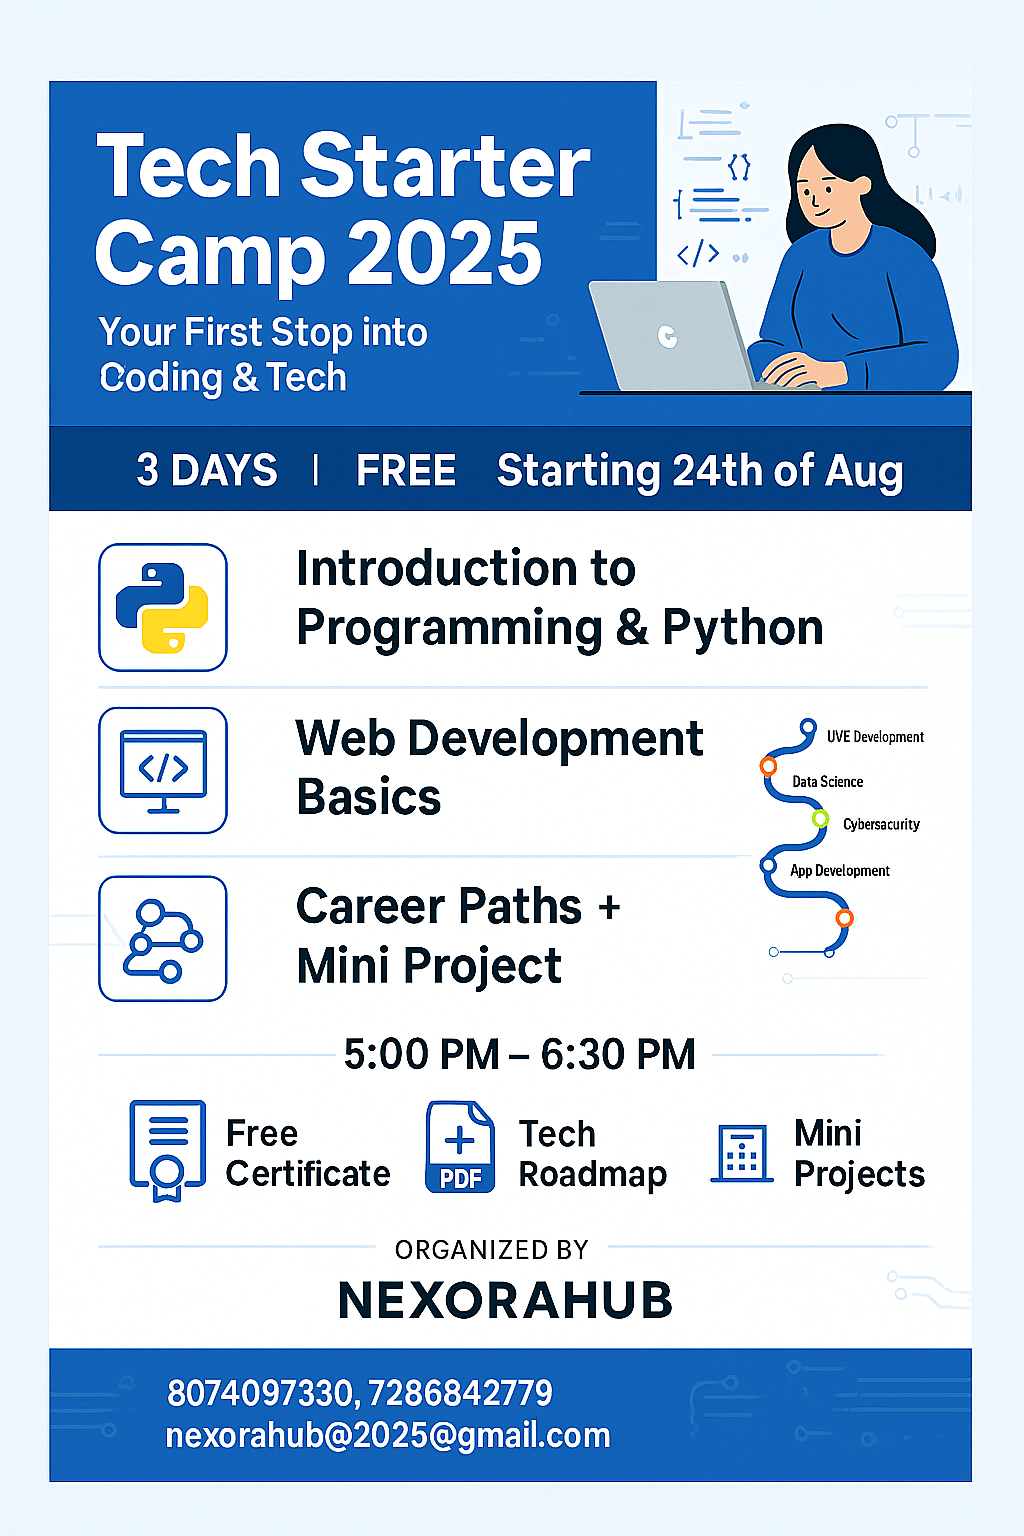 Tech Starter
Camp 2025
Your First Stop into
Coding & Tech
</>
3 DAYS | FREE Starting 24th of Aug
Introduction to
Programming & Python
</>
Web Development
Basics
UVE Development
Data Science
Cybersacurity
App Development
Career Paths +
Mini Project
5:00 PM – 6:30 PM
Free
Certificate
PDF
Tech
Roadmap
Mini
Projects
ORGANIZED BY
NEXORAHUB
8074097330, 7286842779
nexorahub@2025@gmail.com